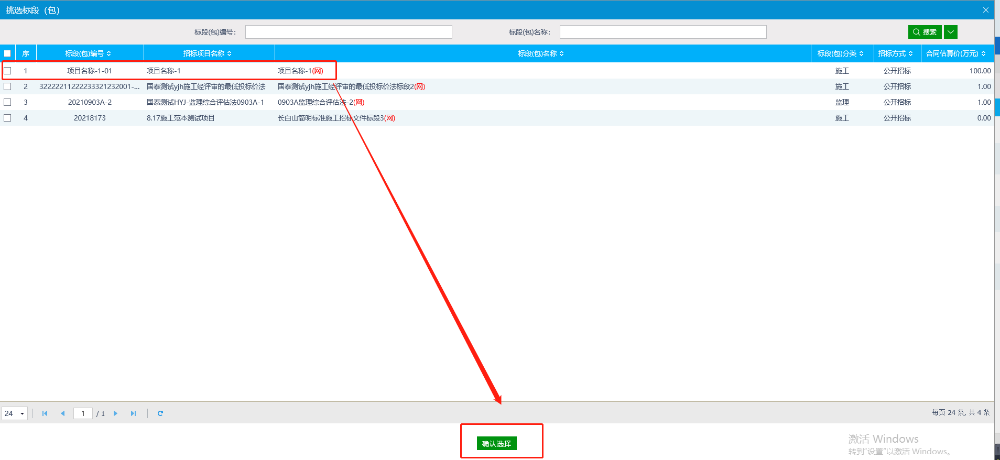 挑选标段（包）
标段(包)编号： 标段(包)名称： 搜索
序 标段(包)编号 招标项目名称 标段(包)名称 标段(包)分类 招标方式 合同估算价(万元)
1 项目名称-1-01 项目名称-1 项目名称-1(网) 施工 公开招标 100.00
2 32222211222233321232001-... 国泰测试yjh施工经评审的最低投标价法 国泰测试yjh施工经评审的最低投标价法标段2(网) 施工 公开招标 1.00
3 20210903A-2 国泰测试HYJ-监理综合评估法0903A-1 0903A监理综合评估法-2(网) 监理 公开招标 1.00
4 20218173 8.17施工范本测试项目 长白山简明标准施工招标文件标段3(网) 施工 公开招标 0.00
24 1 / 1 每页 24 条, 共 4 条
确认选择
激活 Windows
转到“设置”以激活 Windows。